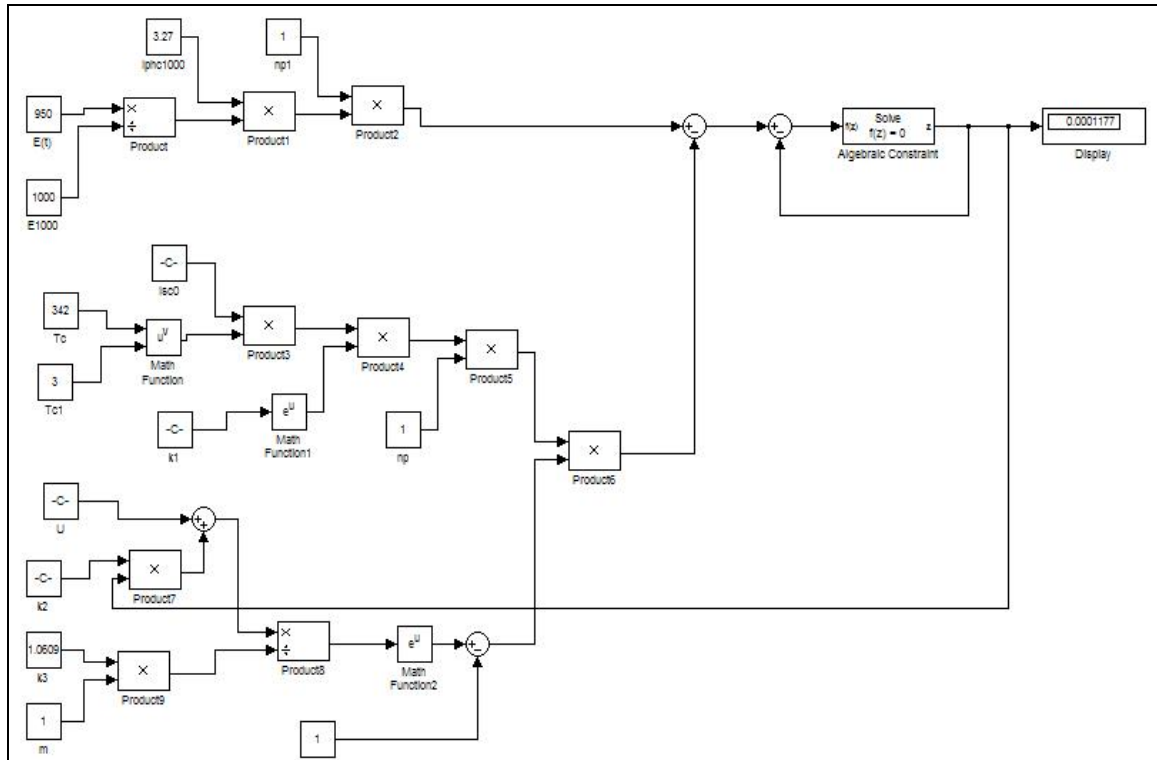 3.27
Iphc1000
1
np1
950
E(t)
×
÷
Product
×
Product1
×
Product2
1000
E1000
+
−
+
−
f(z)
Solve
f(z) = 0
z
Algebraic Constraint
0.0001177
Display
-C-
Isc0
342
Tc
3
Tc1
u^v
Math
Function
×
Product3
×
Product4
×
Product5
-C-
k1
e^u
Math
Function1
1
np
×
Product6
-C-
U
+
+
-C-
k2
×
Product7
1.0609
k3
×
Product9
1
m
×
÷
Product8
e^u
Math
Function2
+
−
1